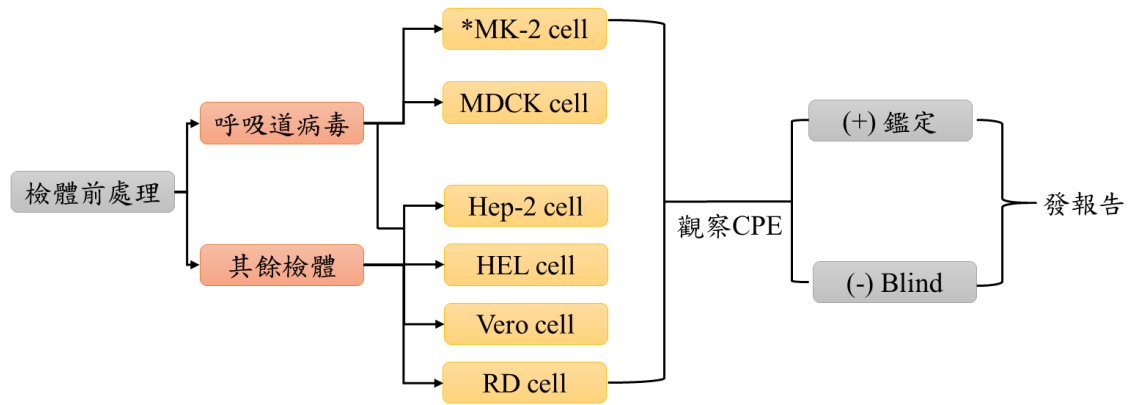 檢體前處理
呼吸道病毒
其餘檢體
*MK-2 cell
MDCK cell
Hep-2 cell
HEL cell
Vero cell
RD cell
觀察CPE
(+) 鑑定
(-) Blind
發報告